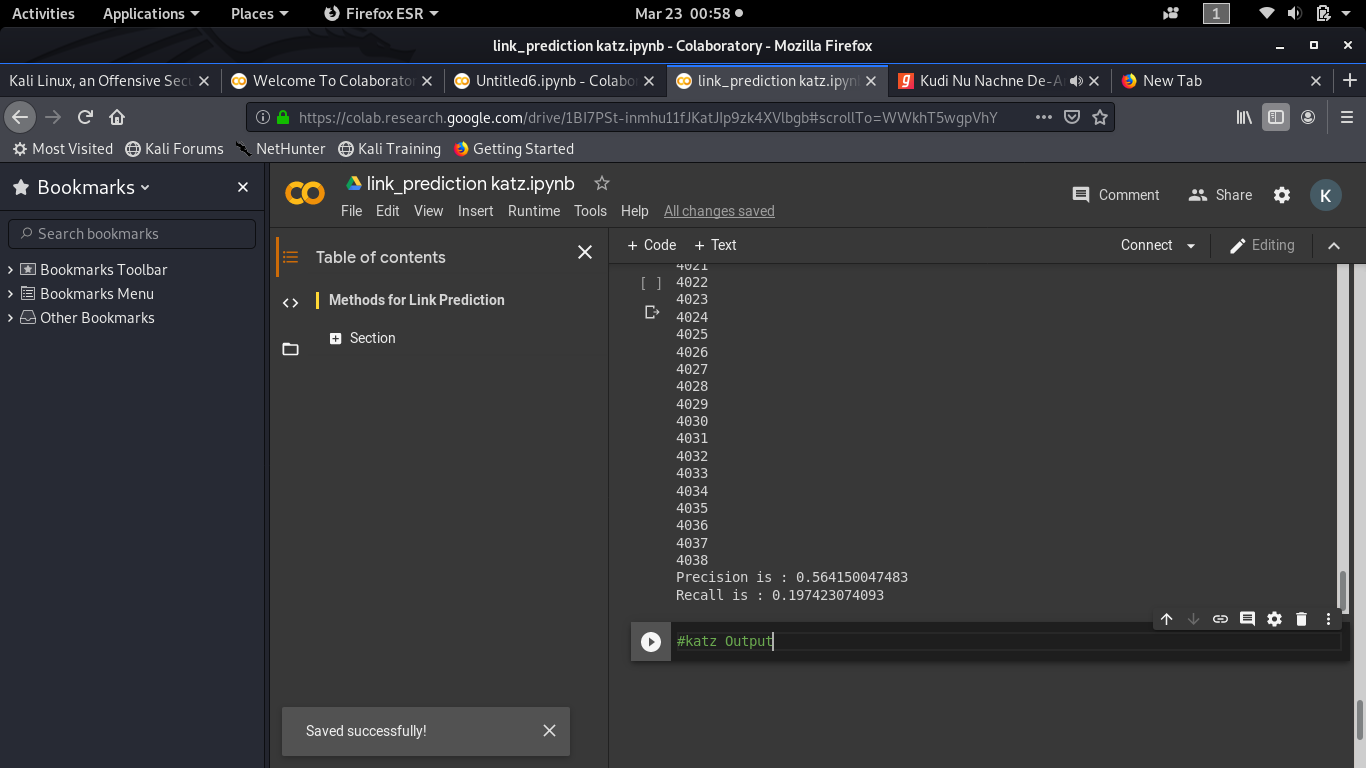 Activities Applications Places Firefox ESR Mar 23 00:58 1
link_prediction katz.ipynb - Colaboratory - Mozilla Firefox
Kali Linux, an Offensive Secu Welcome To Colaborator Untitled6.ipynb - Colabo link_prediction katz.ipyn Kudi Nu Nachne De-A New Tab
https://colab.research.google.com/drive/1BI7PSt-inmhu11fJKatJIp9zk4XVlbgb#scrollTo=WWkhT5wgpVhY
Most Visited Kali Forums NetHunter Kali Training Getting Started
Bookmarks
Search bookmarks
Bookmarks Toolbar
Bookmarks Menu
Other Bookmarks
link_prediction katz.ipynb
File Edit View Insert Runtime Tools Help All changes saved
Comment Share K
Table of contents
Methods for Link Prediction
Section
+ Code + Text Connect Editing
4021
[ ] 4022
4023
4024
4025
4026
4027
4028
4029
4030
4031
4032
4033
4034
4035
4036
4037
4038
Precision is : 0.564150047483
Recall is : 0.197423074093
#katz Output
Saved successfully!